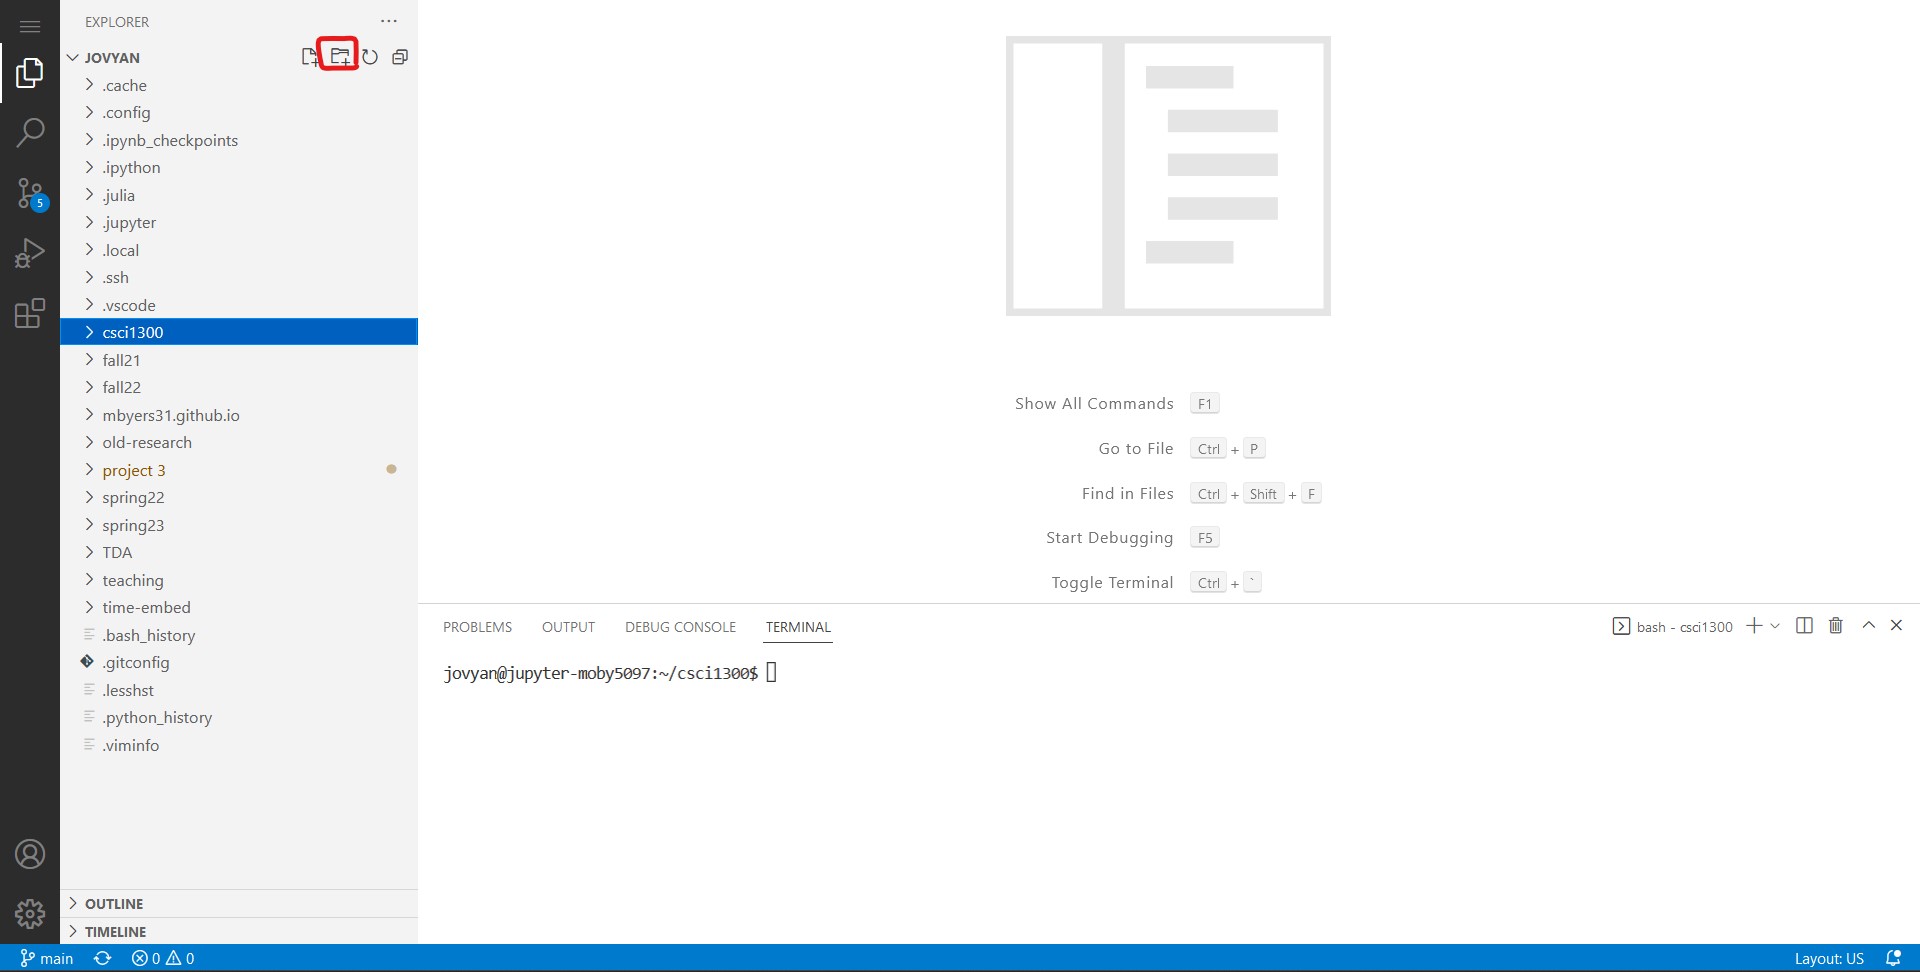 EXPLORER
JOVYAN
.cache
.config
.ipynb_checkpoints
.ipython
.julia
.jupyter
.local
.ssh
.vscode
csci1300
fall21
fall22
mbyers31.github.io
old-research
project 3
spring22
spring23
TDA
teaching
time-embed
.bash_history
.gitconfig
.lesshst
.python_history
.viminfo
OUTLINE
TIMELINE
5
Show All Commands F1
Go to File Ctrl + P
Find in Files Ctrl + Shift + F
Start Debugging F5
Toggle Terminal Ctrl + `
PROBLEMS OUTPUT DEBUG CONSOLE TERMINAL
bash - csci1300
jovyan@jupyter-moby5097:~/csci1300$
main 0 0 Layout: US